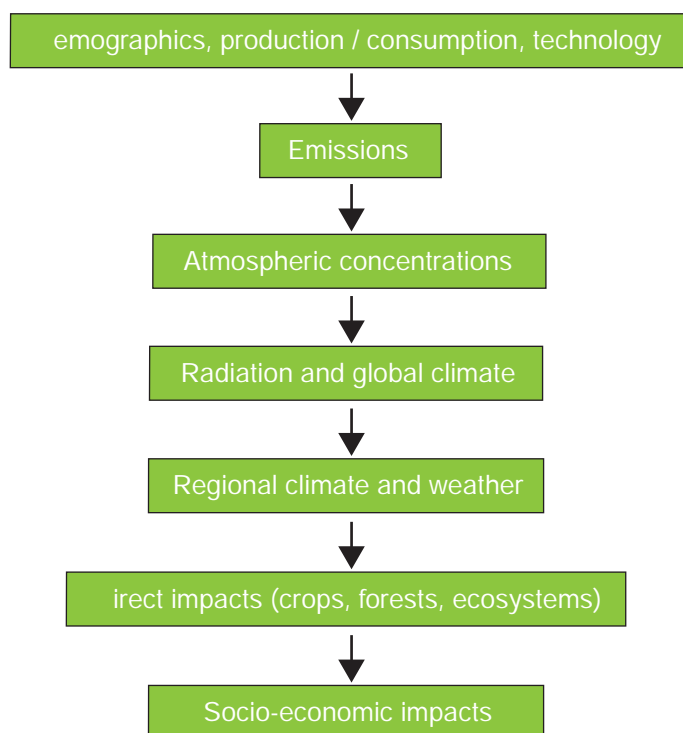 emographics, production / consumption, technology
Emissions
Atmospheric concentrations
Radiation and global climate
Regional climate and weather
irect impacts (crops, forests, ecosystems)
Socio-economic impacts